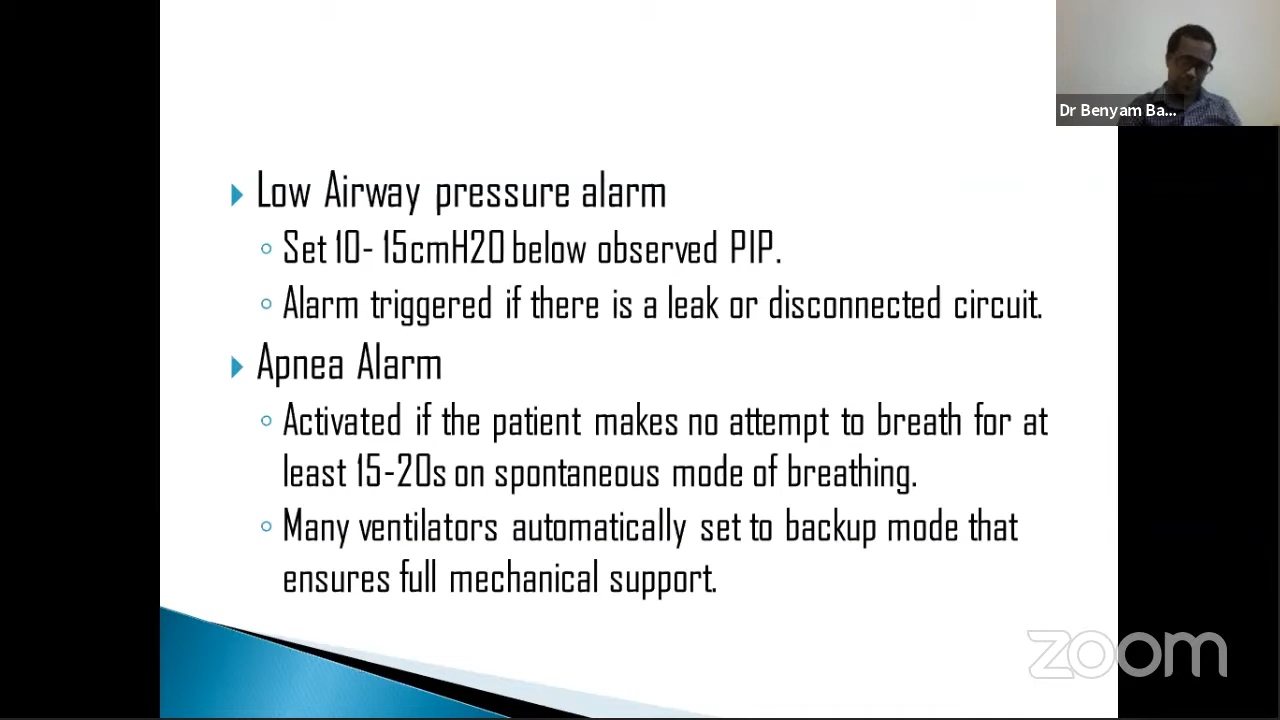 Dr Benyam Ba...
Low Airway pressure alarm
Set 10- 15cmH20 below observed PIP.
Alarm triggered if there is a leak or disconnected circuit.
Apnea Alarm
Activated if the patient makes no attempt to breath for at
least 15-20s on spontaneous mode of breathing.
Many ventilators automatically set to backup mode that
ensures full mechanical support.
zoom